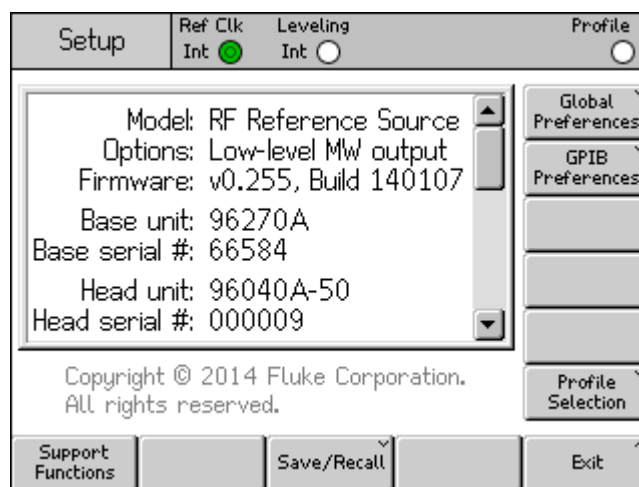 Setup
Ref Clk
Int
Leveling
Int
Profile
Model: RF Reference Source
Options: Low-level MW output
Firmware: v0.255, Build 140107
Base unit: 96270A
Base serial #: 66584
Head unit: 96040A-50
Head serial #: 000009
Copyright © 2014 Fluke Corporation.
All rights reserved.
Global
Preferences
GPIB
Preferences
Profile
Selection
Support
Functions
Save/Recall
Exit